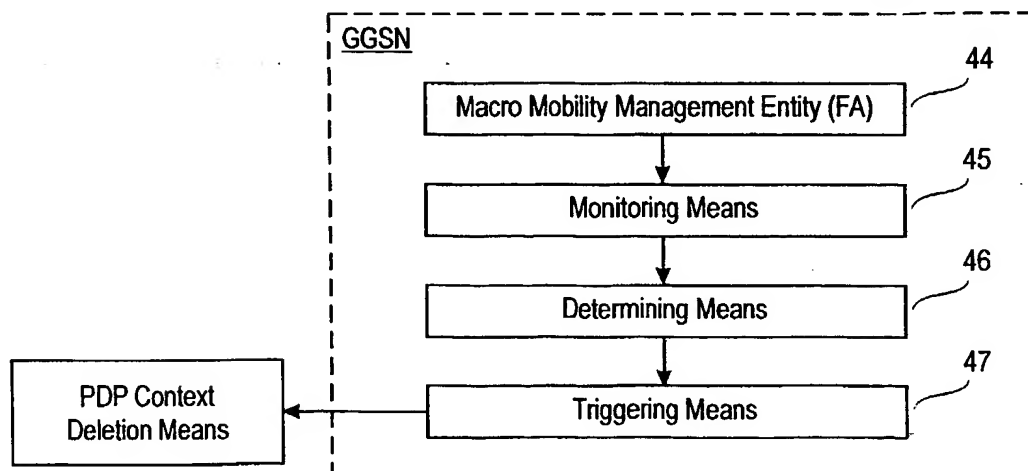 GGSN
44
Macro Mobility Management Entity (FA)
45
Monitoring Means
46
Determining Means
47
Triggering Means
PDP Context
Deletion Means